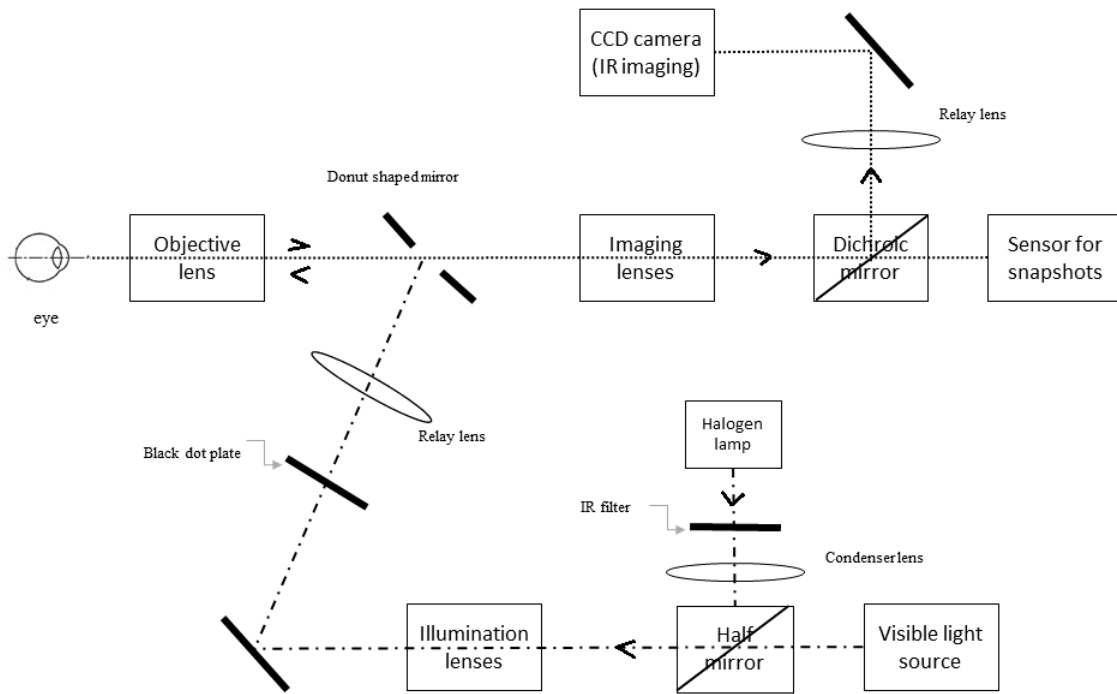 CCD camera
(IR imaging)
Relay lens
Donut shaped mirror
Objective
lens
Imaging
lenses
Dichroic
mirror
Sensor for
snapshots
eye
Relay lens
Black dot plate
Halogen
lamp
IR filter
Condenser lens
Illumination
lenses
Half
mirror
Visible light
source